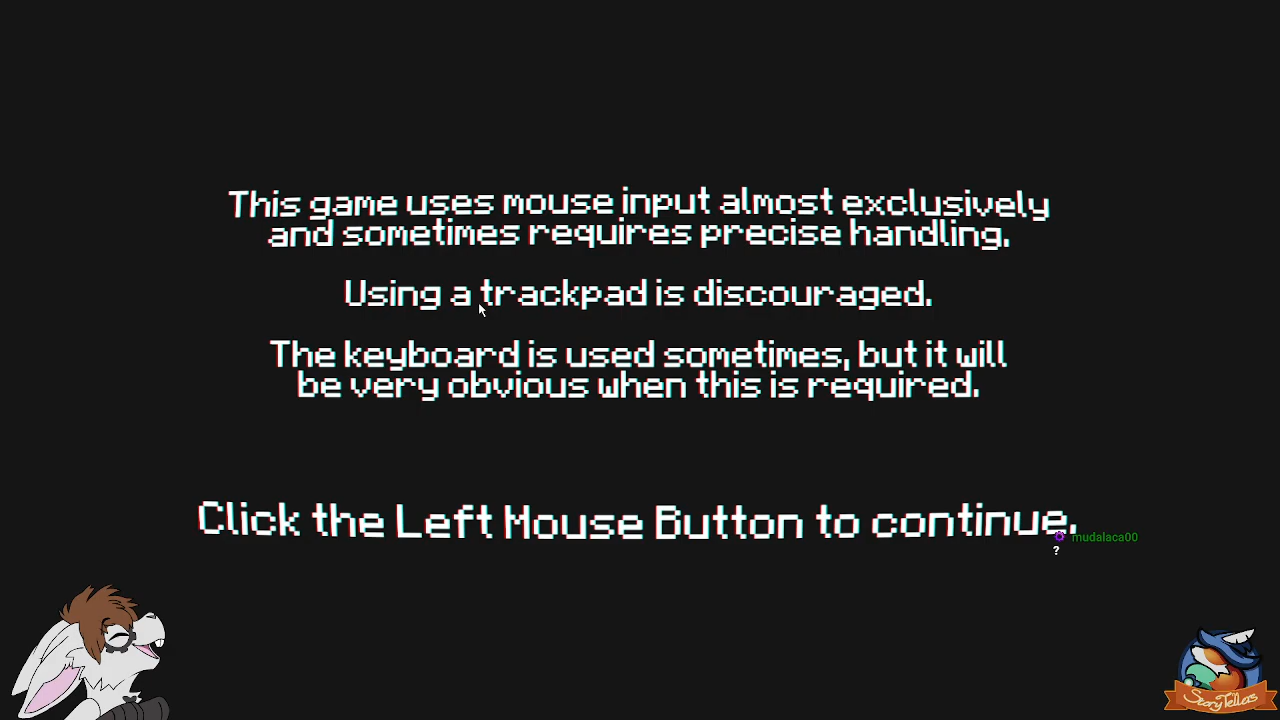 This game uses mouse input almost exclusively
and sometimes requires precise handling.
Using a trackpad is discouraged.
The keyboard is used sometimes, but it will
be very obvious when this is required.
Click the Left Mouse Button to continue.
mudalaca00
?
StoryTellas